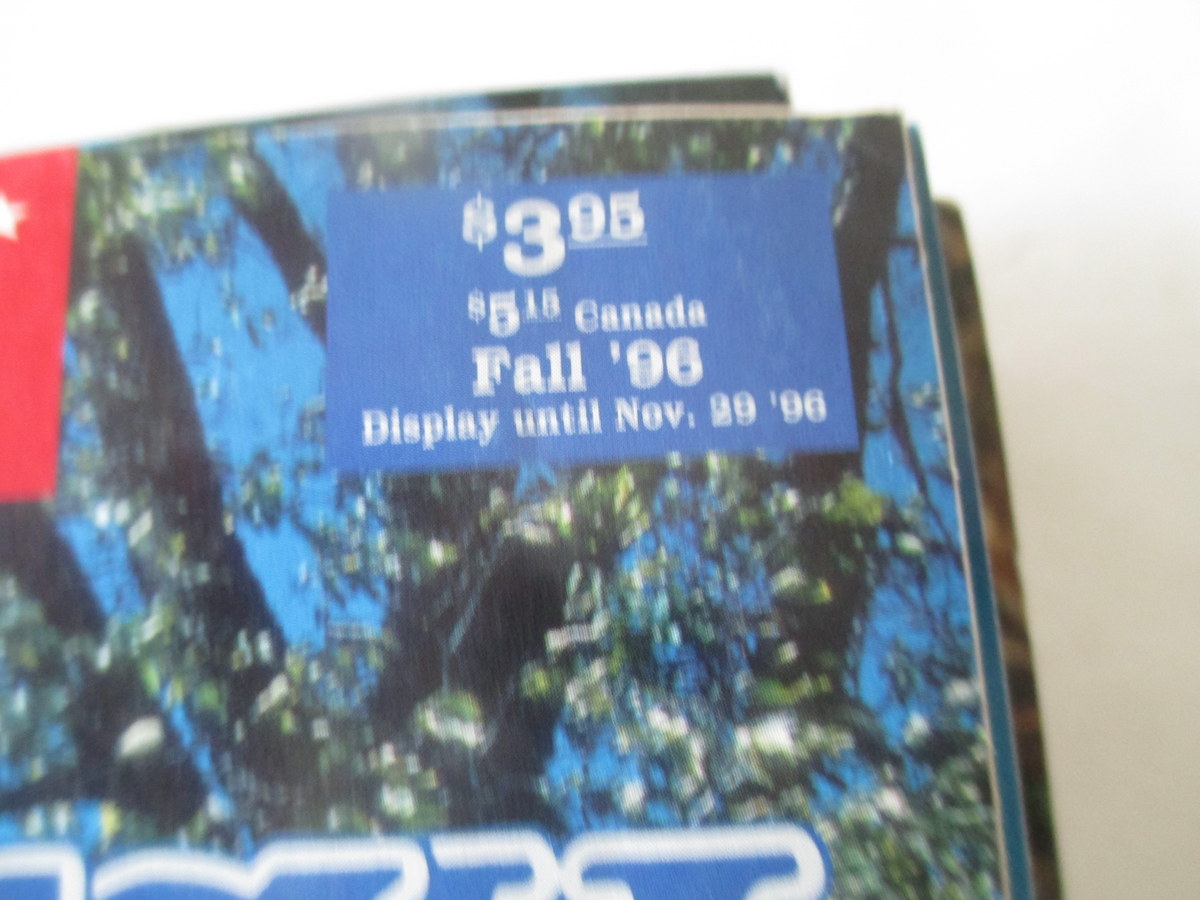 $3.95
$5.15 Canada
Fall '96
Display until Nov. 29 '96